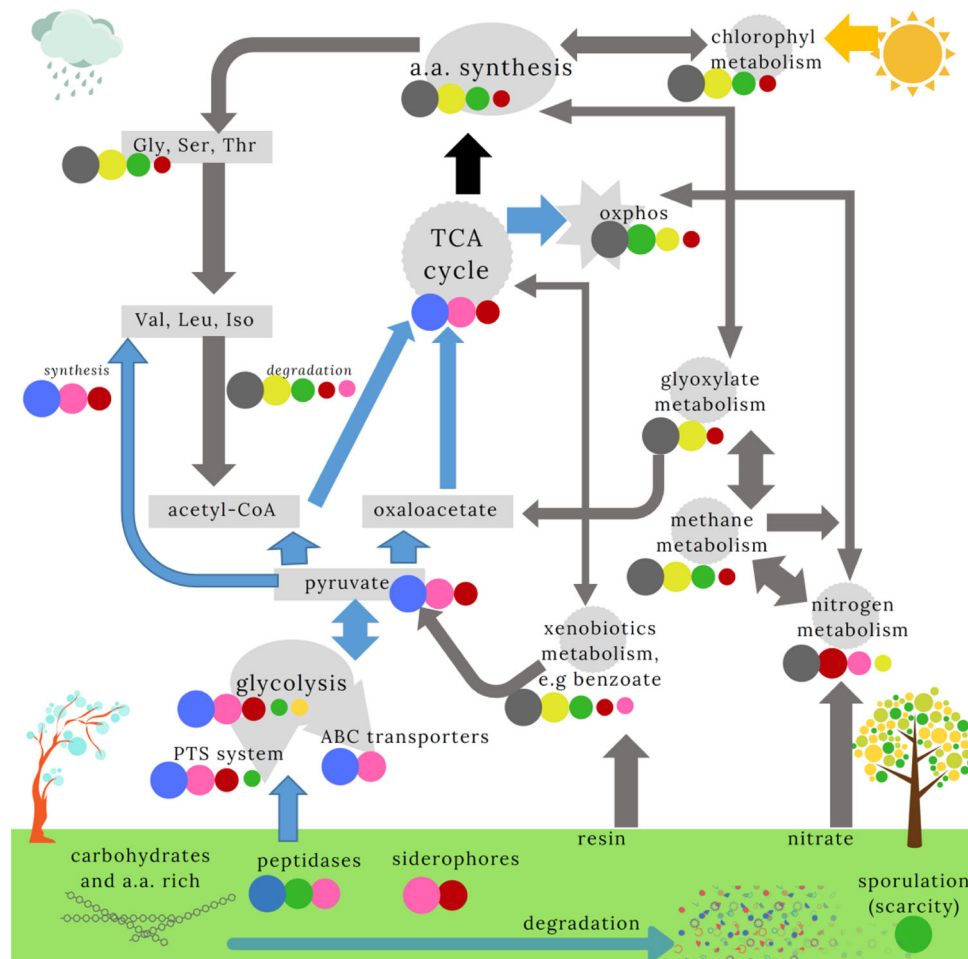 chlorophyl
metabolism
a.a. synthesis
Gly, Ser, Thr
oxphos
TCA
cycle
Val, Leu, Iso
synthesis
degradation
glyoxylate
metabolism
acetyl-CoA
oxaloacetate
methane
metabolism
pyruvate
nitrogen
metabolism
xenobiotics
metabolism,
e.g benzoate
glycolysis
ABC transporters
PTS system
resin
nitrate
carbohydrates
and a.a. rich
peptidases
siderophores
sporulation
(scarcity)
degradation